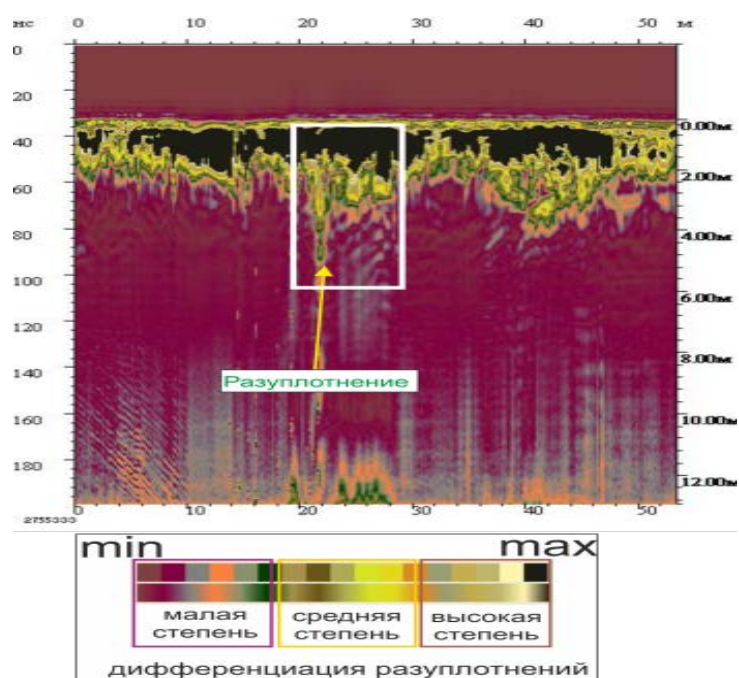 нс 0 10 20 30 40 50 м
0
20
40
60
80
100
120
140
160
180
0.00м
2.00м
4.00м
6.00м
8.00м
10.00м
12.00м
Разуплотнение
0 10 20 30 40 50
2755333
min max
малая степень
средняя степень
высокая степень
дифференциация разуплотнений